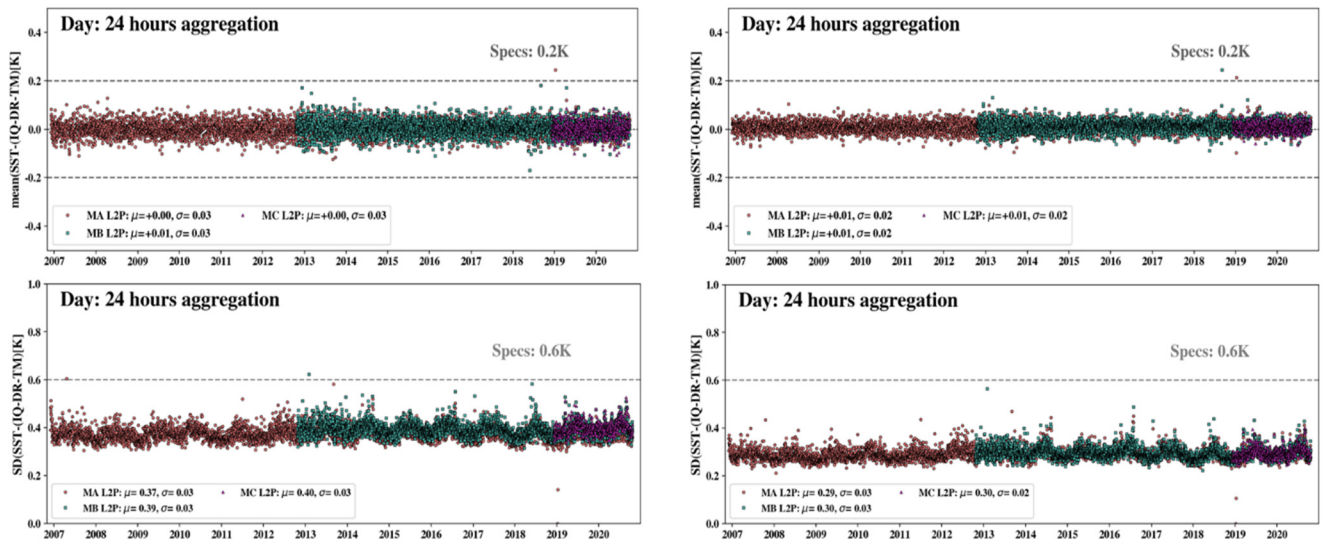 Day: 24 hours aggregation
Specs: 0.2K
mean(SST-(IQ-DR-TM)[K]
0.4
0.2
0.0
-0.2
-0.4
MA L2P: μ=+0.00, σ= 0.03 MC L2P: μ=+0.00, σ= 0.03
MB L2P: μ=+0.01, σ= 0.03
2007 2008 2009 2010 2011 2012 2013 2014 2015 2016 2017 2018 2019 2020
Day: 24 hours aggregation
Specs: 0.2K
mean(SST-(IQ-DR-TM)[K]
0.4
0.2
0.0
-0.2
-0.4
MA L2P: μ=+0.01, σ= 0.02 MC L2P: μ=+0.01, σ= 0.02
MB L2P: μ=+0.01, σ= 0.02
2007 2008 2009 2010 2011 2012 2013 2014 2015 2016 2017 2018 2019 2020
Day: 24 hours aggregation
Specs: 0.6K
SD(SST-(IQ-DR-TM)[K]
1.0
0.8
0.6
0.4
0.2
0.0
MA L2P: μ= 0.37, σ= 0.03 MC L2P: μ= 0.40, σ= 0.03
MB L2P: μ= 0.39, σ= 0.03
2007 2008 2009 2010 2011 2012 2013 2014 2015 2016 2017 2018 2019 2020
Day: 24 hours aggregation
Specs: 0.6K
SD(SST-(IQ-DR-TM)[K]
1.0
0.8
0.6
0.4
0.2
0.0
MA L2P: μ= 0.29, σ= 0.03 MC L2P: μ= 0.30, σ= 0.02
MB L2P: μ= 0.30, σ= 0.03
2007 2008 2009 2010 2011 2012 2013 2014 2015 2016 2017 2018 2019 2020